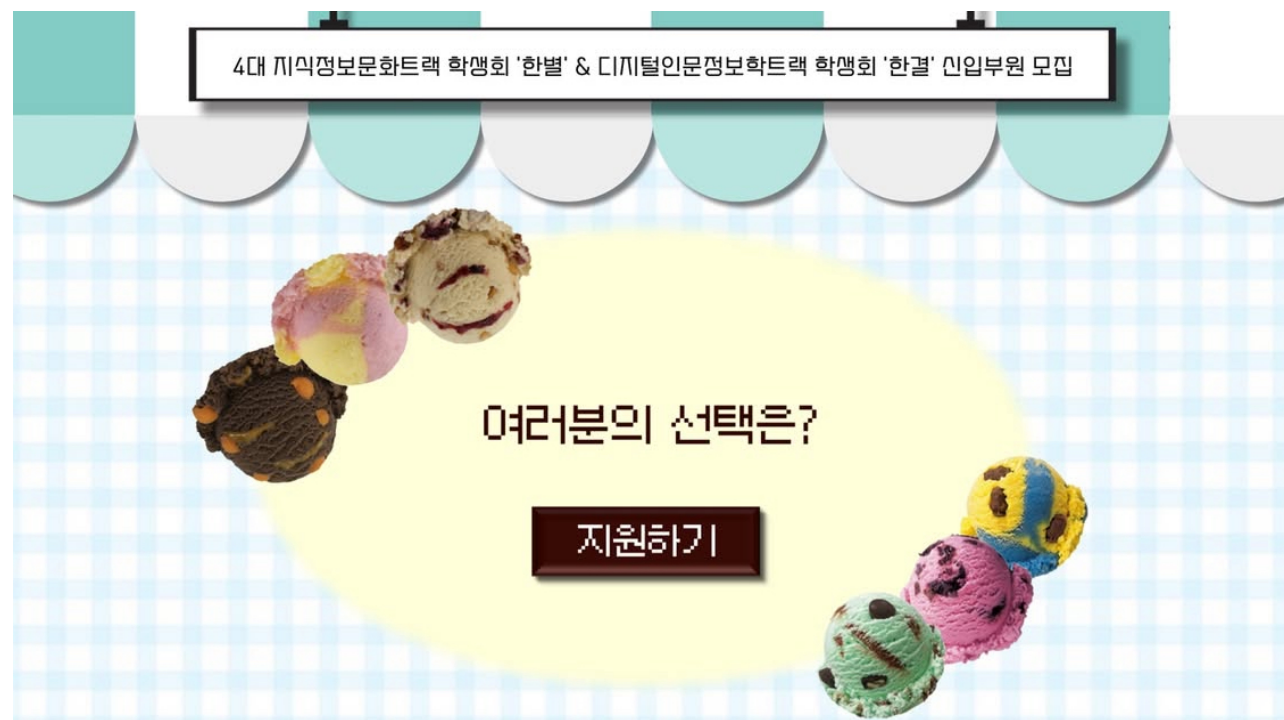 4대 지식정보문화트랙 학생회 '한별' & 디지털인문정보학트랙 학생회 '한결' 신입부원 모집
여러분의 선택은?
지원하기